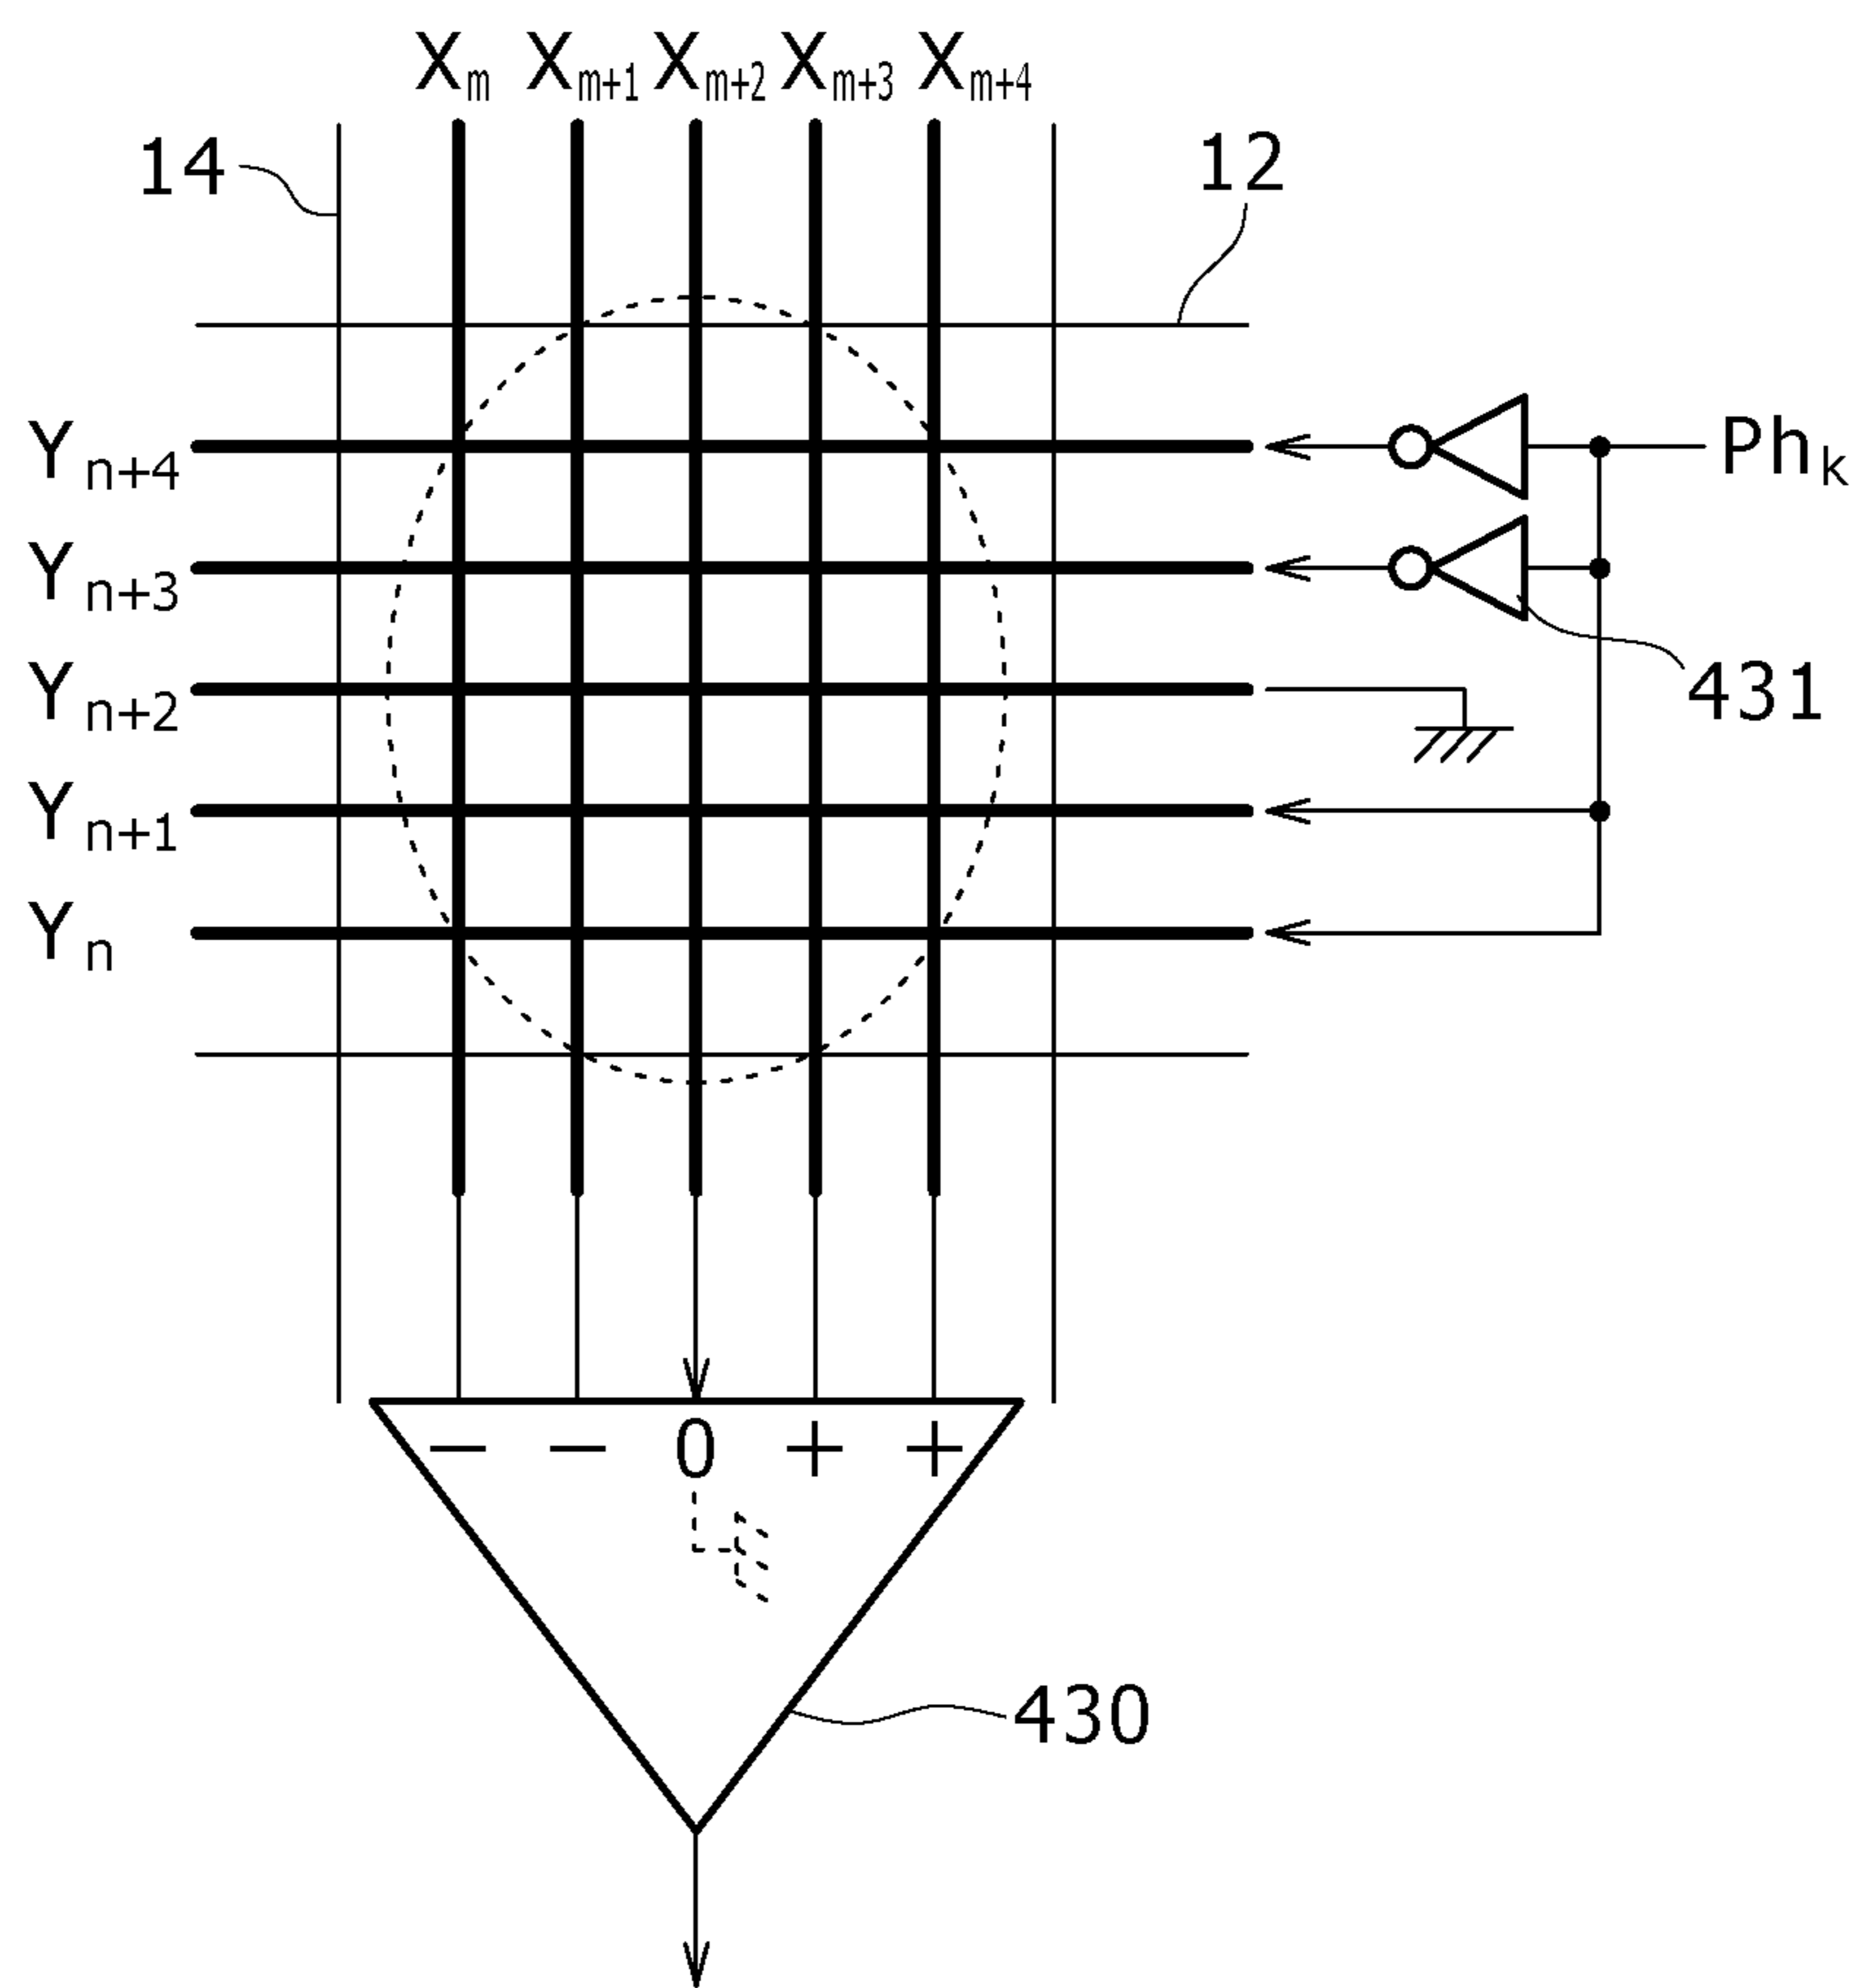 Xm Xm+1 Xm+2 Xm+3 Xm+4
14
12
Yn+4
Phk
Yn+3
Yn+2
431
Yn+1
Yn
− − 0 + +
430